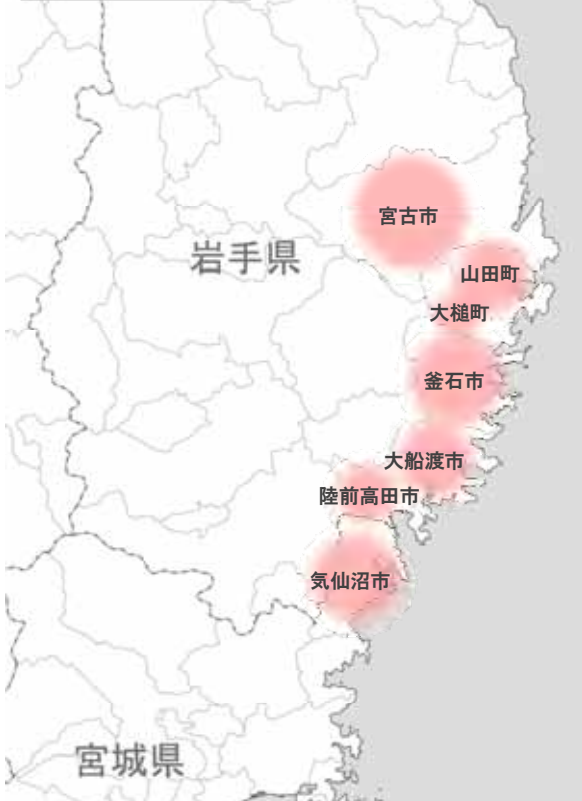 宮古市
岩手県
山田町
大槌町
釜石市
大船渡市
陸前高田市
気仙沼市
宮城県